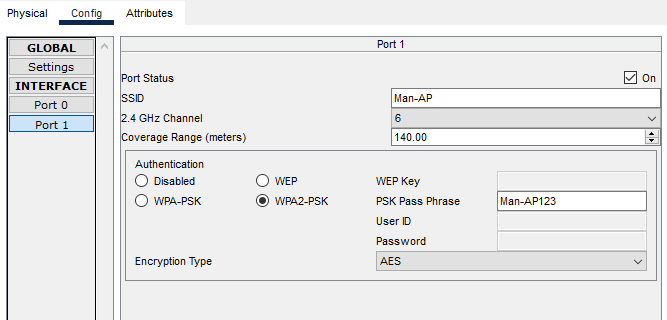 Physical Config Attributes
GLOBAL
Settings
INTERFACE
Port 0
Port 1
Port 1
Port Status On
SSID Man-AP
2.4 GHz Channel 6
Coverage Range (meters) 140.00
Authentication
Disabled WEP WEP Key
WPA-PSK WPA2-PSK PSK Pass Phrase Man-AP123
User ID
Password
Encryption Type AES